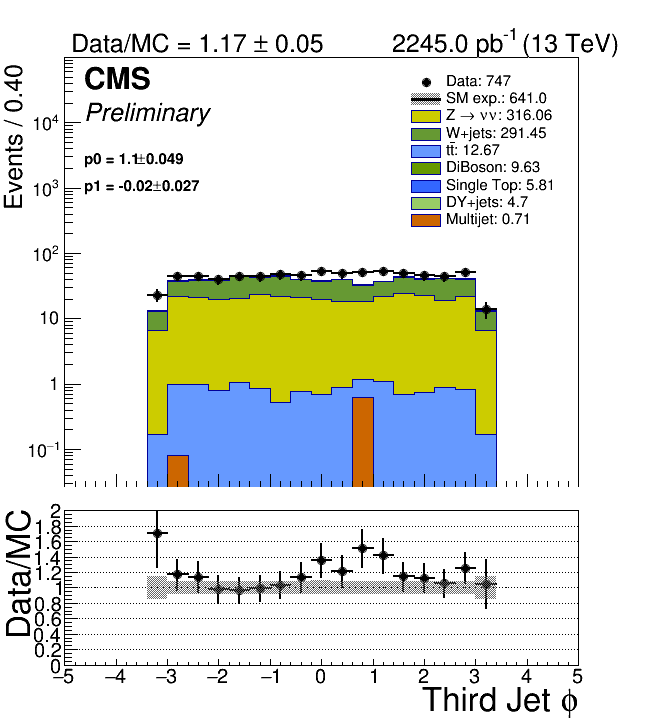 Data/MC = 1.17 ± 0.05 2245.0 pb⁻¹ (13 TeV)
CMS
Preliminary
p0 = 1.1±0.049
p1 = -0.02±0.027
Data: 747
SM exp.: 641.0
Z → νν: 316.06
W+jets: 291.45
tt̄: 12.67
DiBoson: 9.63
Single Top: 5.81
DY+jets: 4.7
Multijet: 0.71
Events / 0.40
10⁴
10³
10²
10
1
10⁻¹
Data/MC
2
1.8
1.6
1.4
1.2
1
0.8
0.6
0.4
0.2
0
−5 −4 −3 −2 −1 0 1 2 3 4 5
Third Jet ϕ